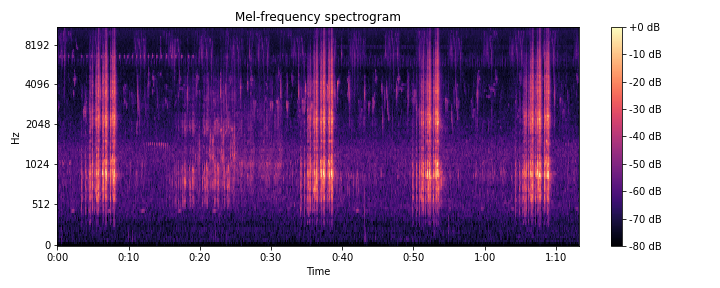 Mel-frequency spectrogram
Hz
8192
4096
2048
1024
512
0
0:00 0:10 0:20 0:30 0:40 0:50 1:00 1:10
Time
+0 dB
-10 dB
-20 dB
-30 dB
-40 dB
-50 dB
-60 dB
-70 dB
-80 dB